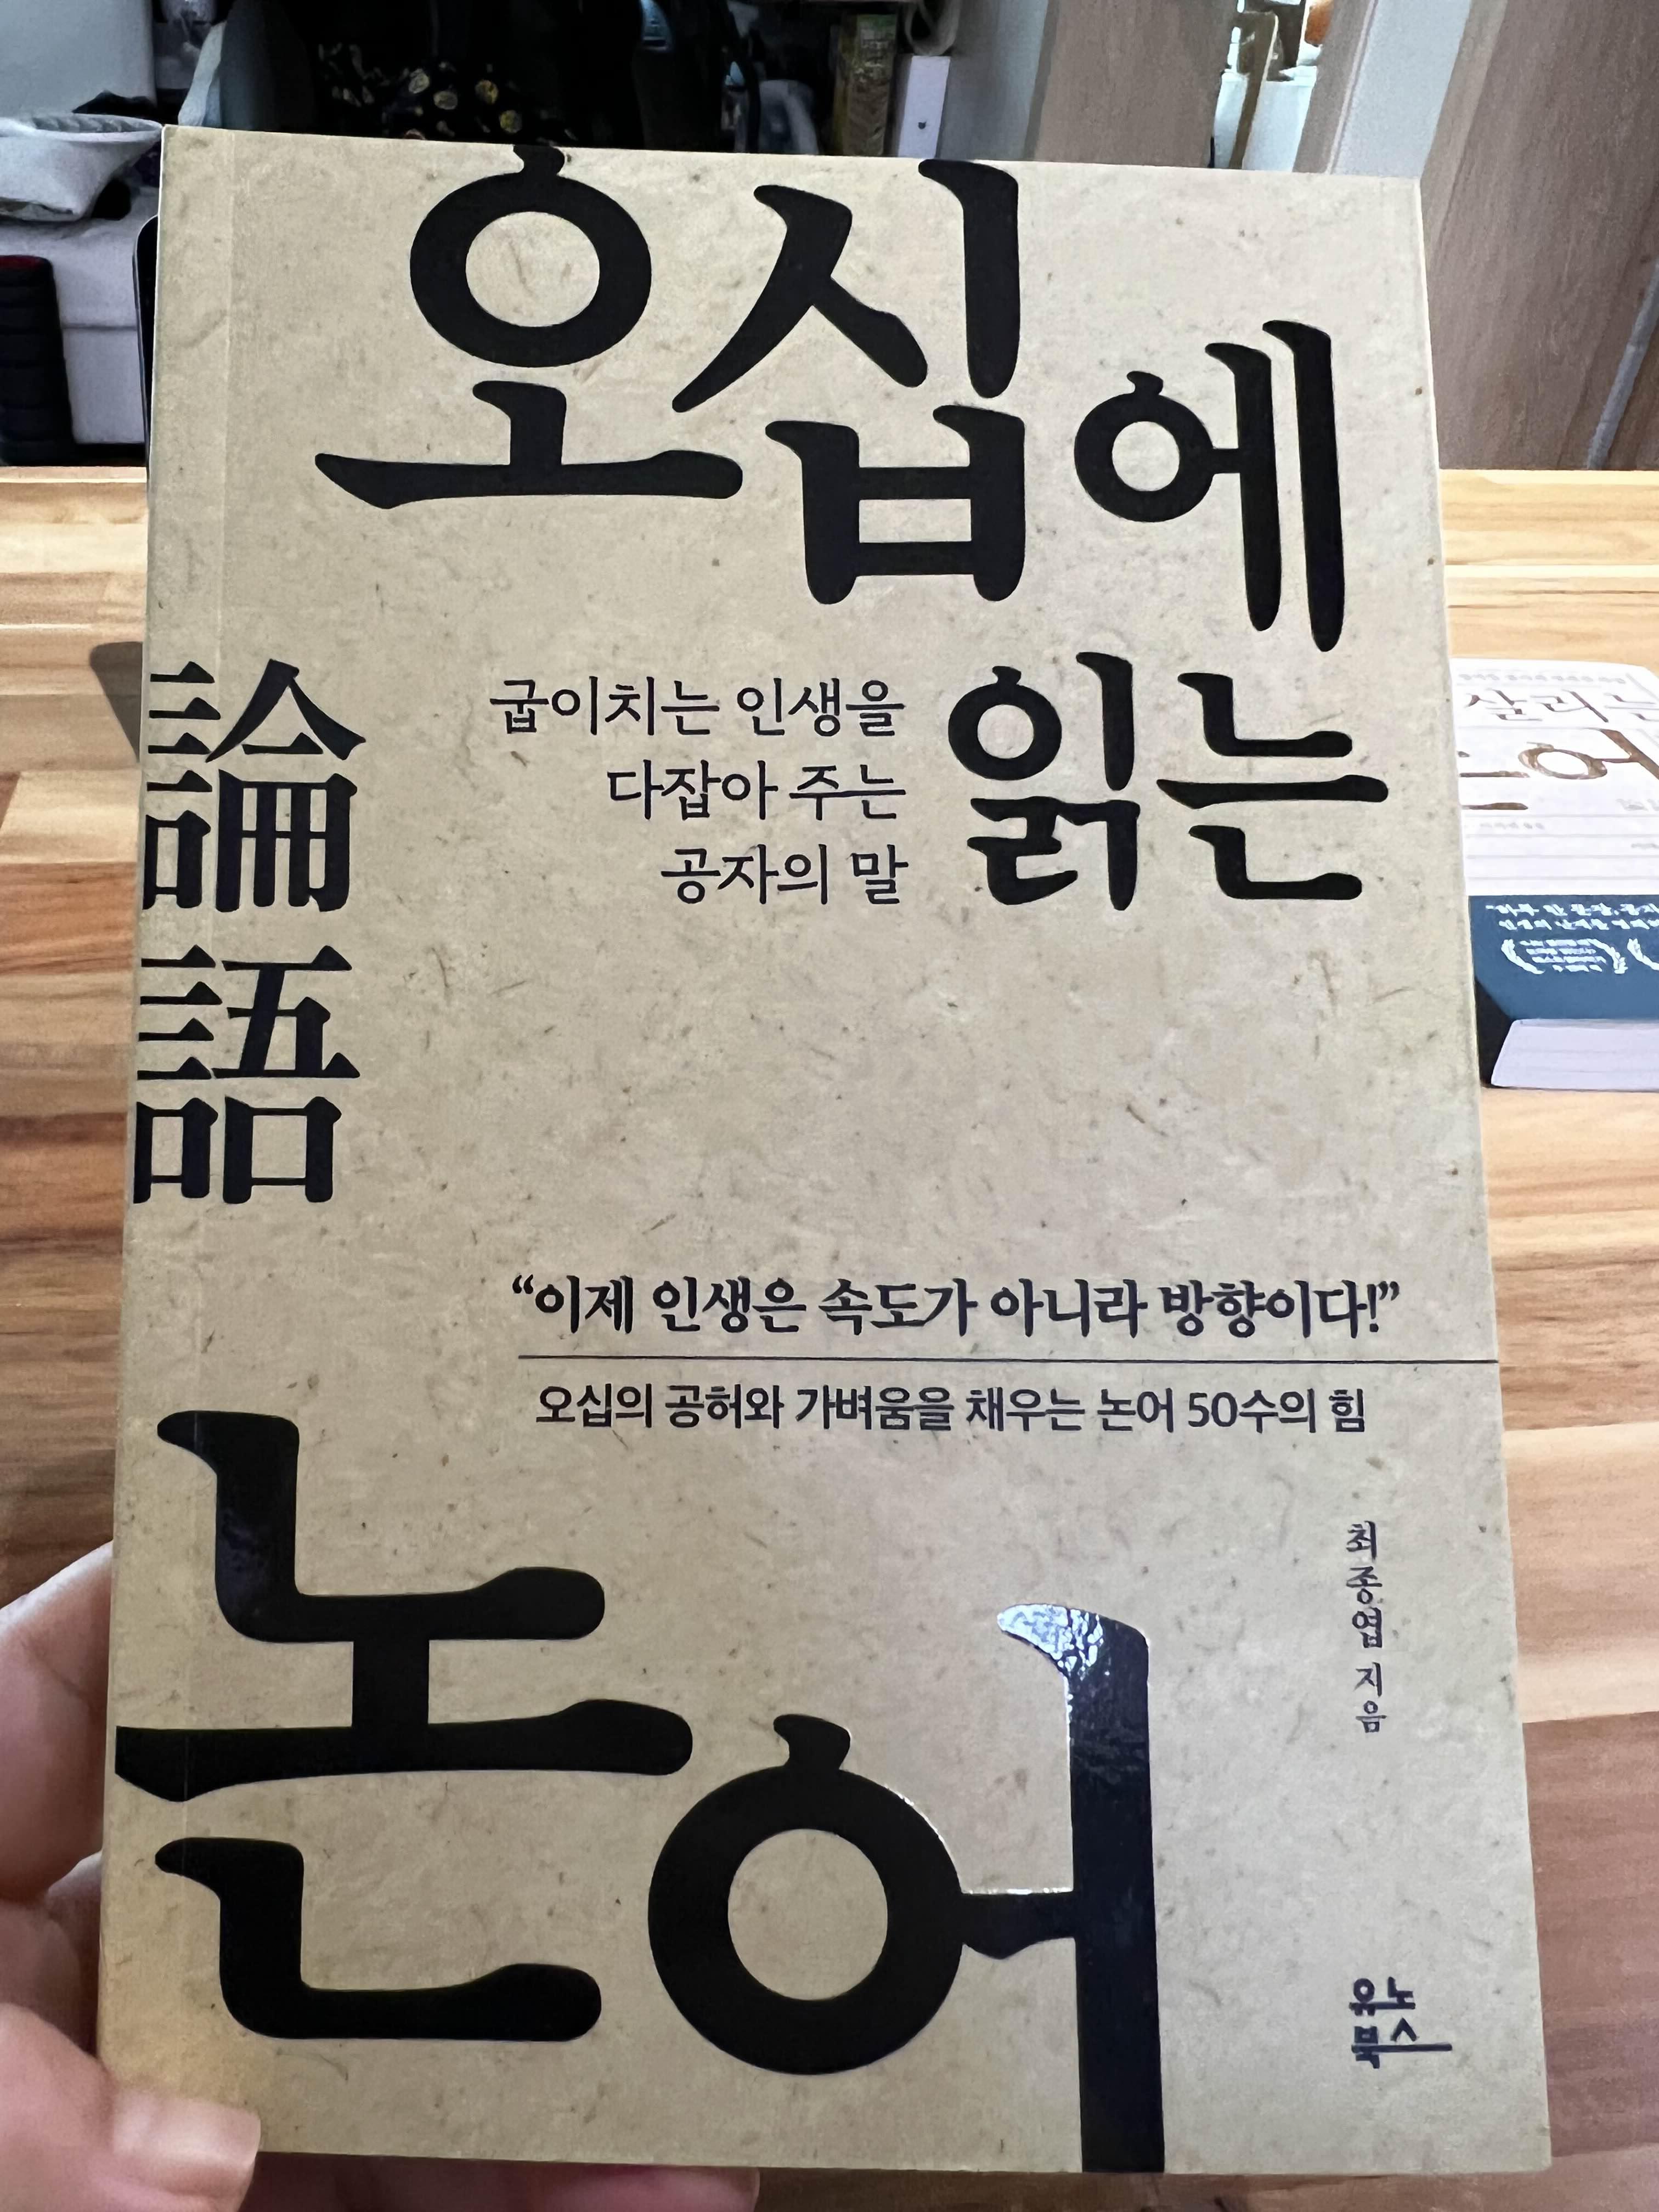 오십에
읽는
굽이치는 인생을
다잡아 주는
공자의 말
論語
“이제 인생은 속도가 아니라 방향이다!”
오십의 공허와 가벼움을 채우는 논어 50수의 힘
논어
최종엽 지음
유노
북스
살리는